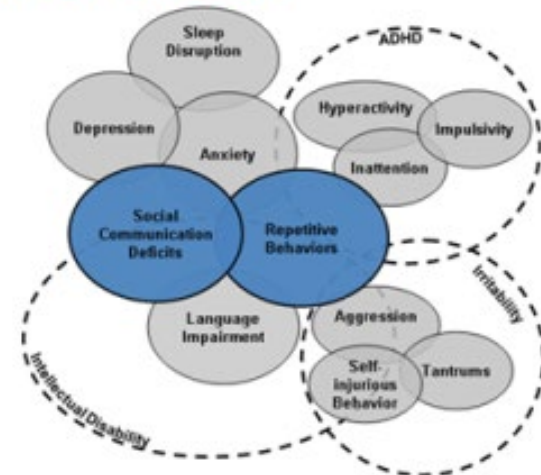 Sleep
Disruption
ADHD
Depression
Hyperactivity
Impulsivity
Anxiety
Inattention
Social
Communication
Deficits
Repetitive
Behaviors
Irritability
Language
Impairment
Aggression
Self-
injurious
Behavior
Tantrums
Intellectual Disability